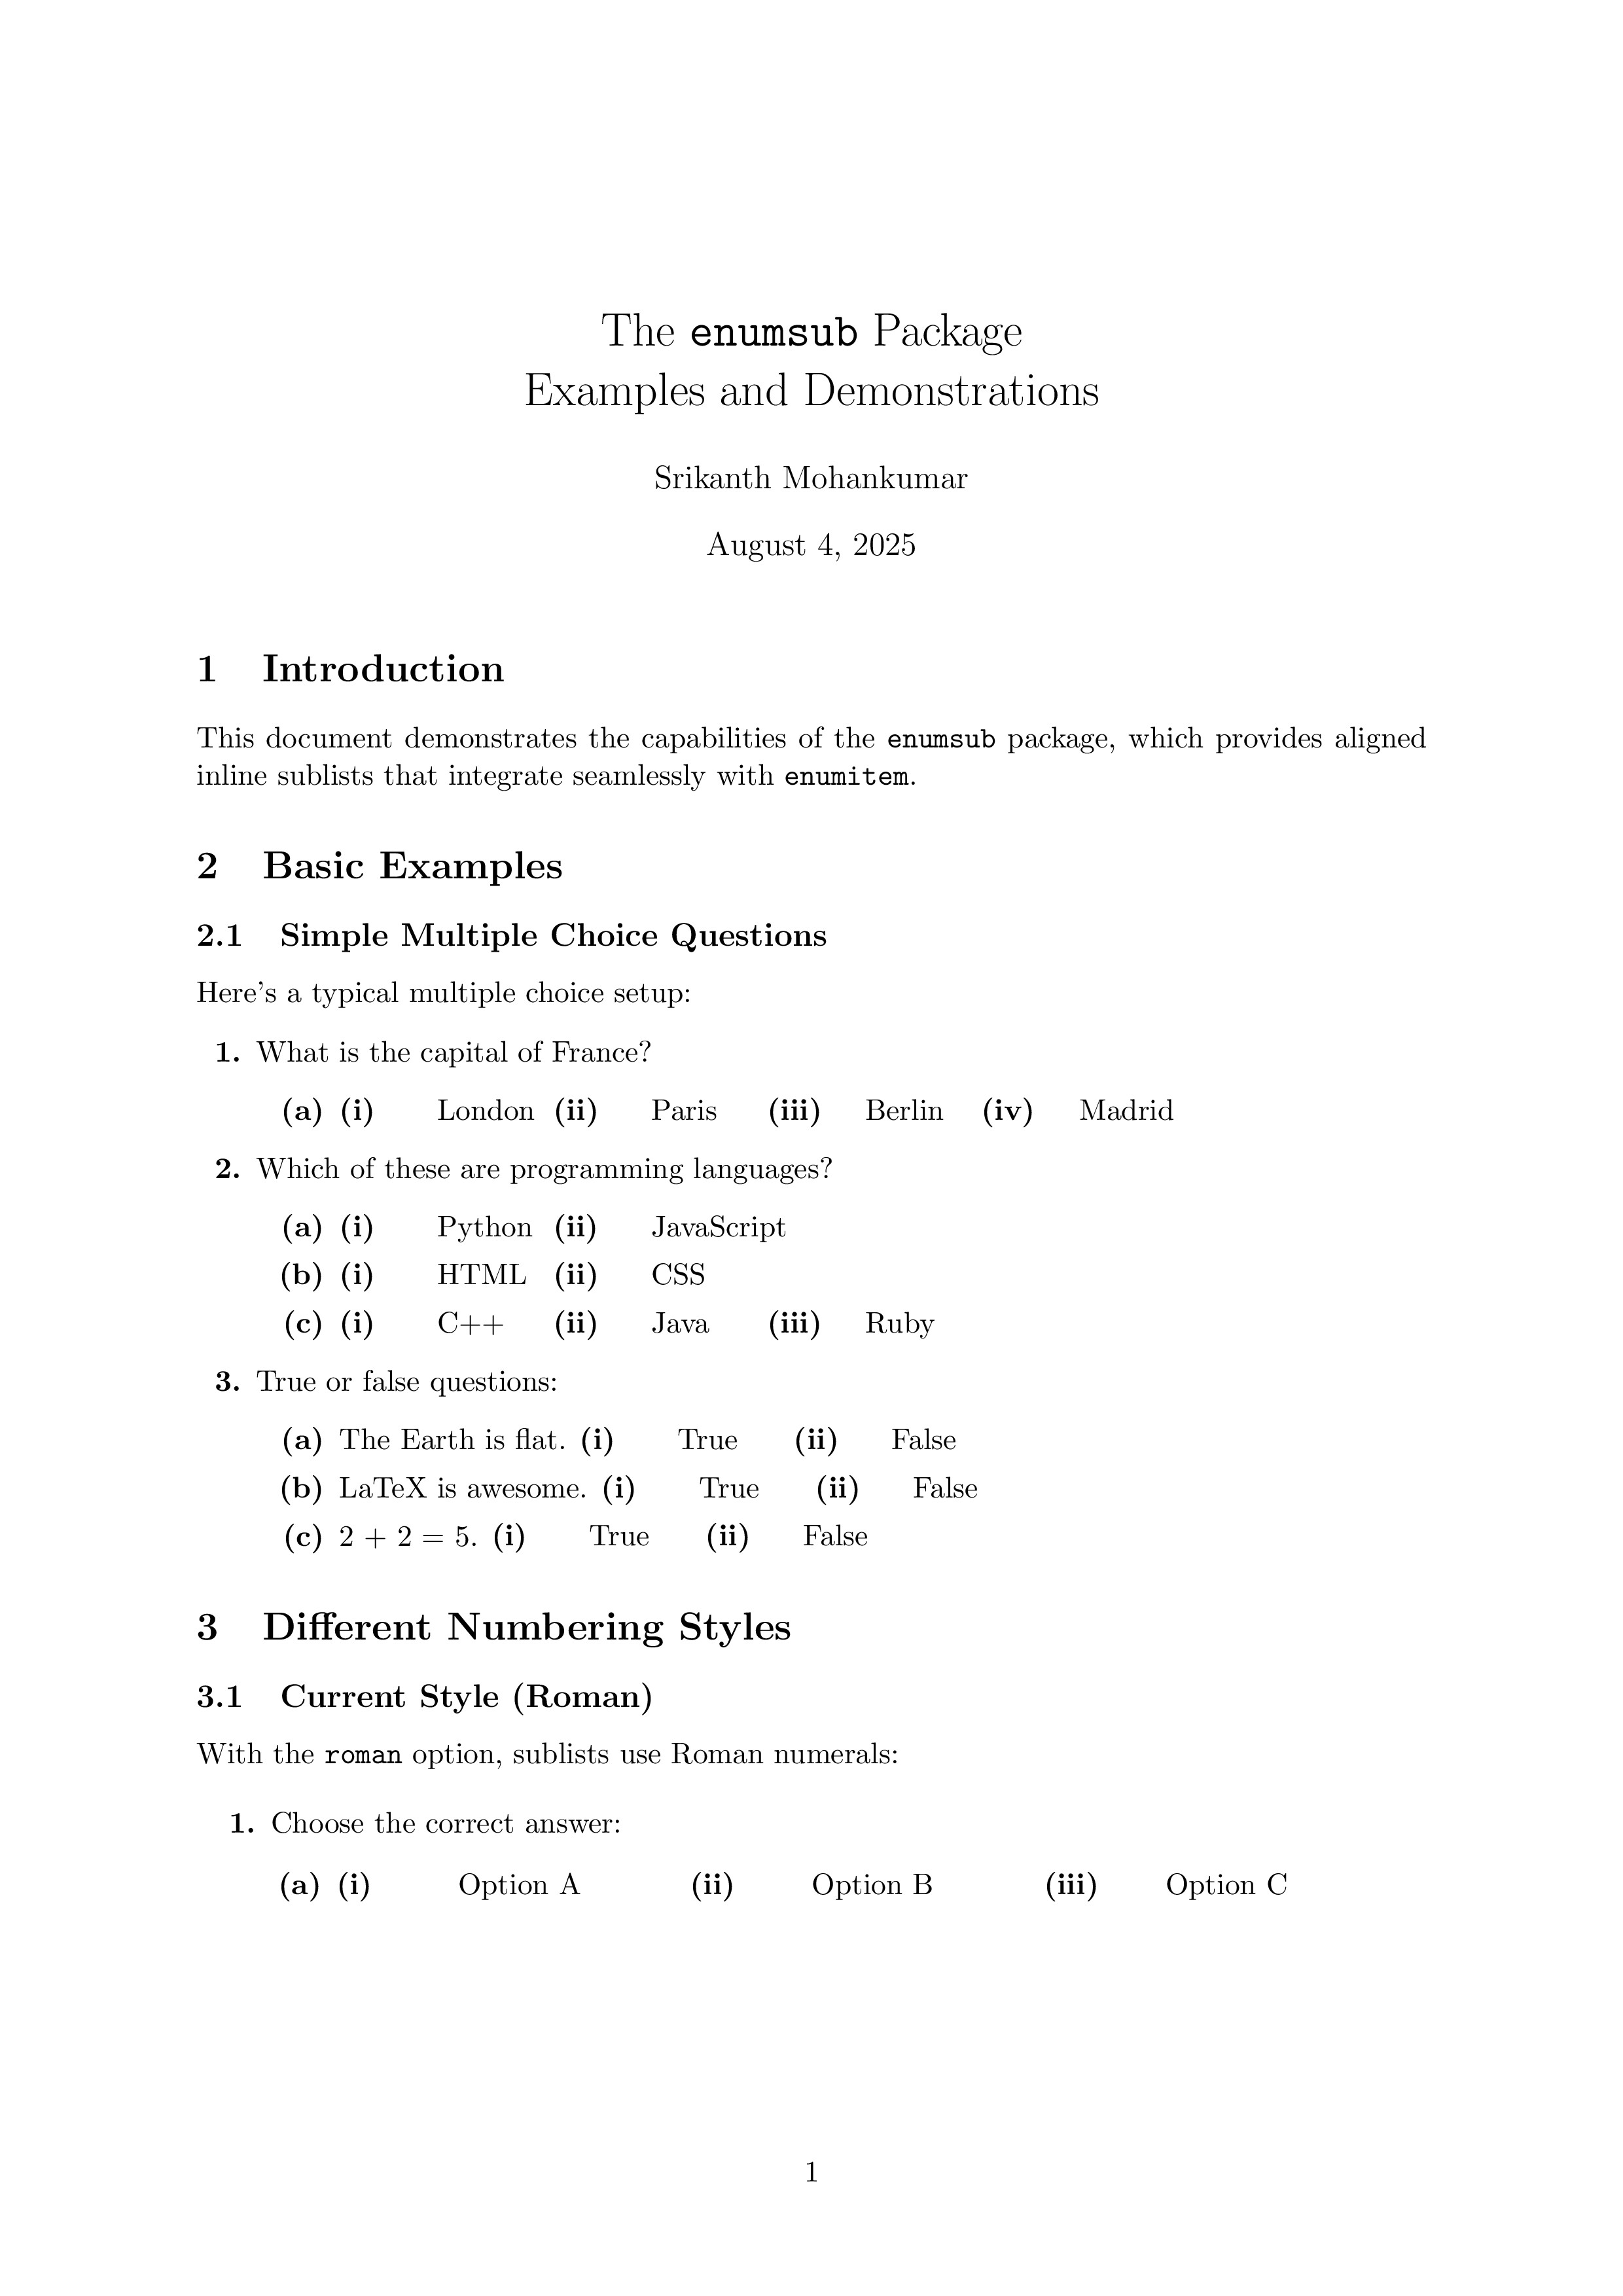 The enumsub Package
Examples and Demonstrations
Srikanth Mohankumar
August 4, 2025
1 Introduction
This document demonstrates the capabilities of the enumsub package, which provides aligned
inline sublists that integrate seamlessly with enumitem.
2 Basic Examples
2.1 Simple Multiple Choice Questions
Here's a typical multiple choice setup:
1. What is the capital of France?
(a) (i) London (ii) Paris (iii) Berlin (iv) Madrid
2. Which of these are programming languages?
(a) (i) Python (ii) JavaScript
(b) (i) HTML (ii) CSS
(c) (i) C++ (ii) Java (iii) Ruby
3. True or false questions:
(a) The Earth is flat. (i) True (ii) False
(b) LaTeX is awesome. (i) True (ii) False
(c) 2 + 2 = 5. (i) True (ii) False
3 Different Numbering Styles
3.1 Current Style (Roman)
With the roman option, sublists use Roman numerals:
1. Choose the correct answer:
(a) (i) Option A (ii) Option B (iii) Option C
1